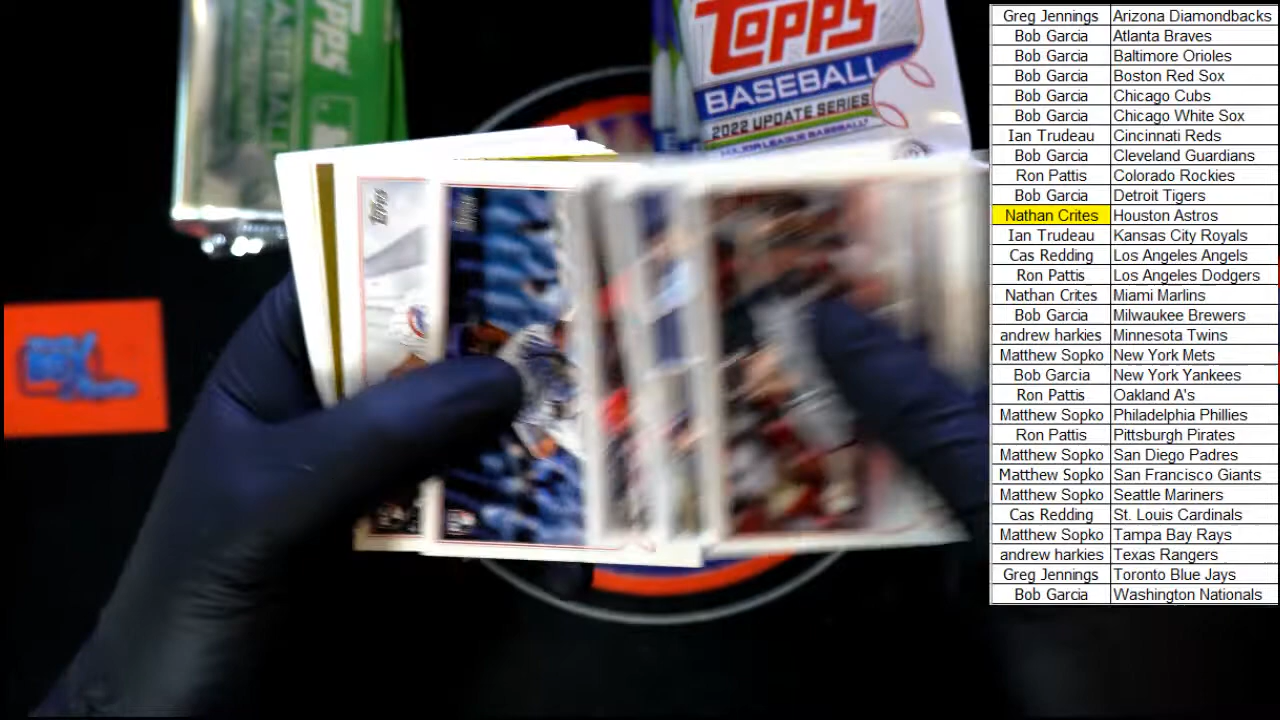 Topps
BASEBALL
Topps
BASEBALL
2022 UPDATE SERIES
MAJOR LEAGUE BASEBALL
Topps
Greg Jennings Arizona Diamondbacks
Bob Garcia Atlanta Braves
Bob Garcia Baltimore Orioles
Bob Garcia Boston Red Sox
Bob Garcia Chicago Cubs
Bob Garcia Chicago White Sox
Ian Trudeau Cincinnati Reds
Bob Garcia Cleveland Guardians
Ron Pattis Colorado Rockies
Bob Garcia Detroit Tigers
Nathan Crites Houston Astros
Ian Trudeau Kansas City Royals
Cas Redding Los Angeles Angels
Ron Pattis Los Angeles Dodgers
Nathan Crites Miami Marlins
Bob Garcia Milwaukee Brewers
andrew harkies Minnesota Twins
Matthew Sopko New York Mets
Bob Garcia New York Yankees
Ron Pattis Oakland A's
Matthew Sopko Philadelphia Phillies
Ron Pattis Pittsburgh Pirates
Matthew Sopko San Diego Padres
Matthew Sopko San Francisco Giants
Matthew Sopko Seattle Mariners
Cas Redding St. Louis Cardinals
Matthew Sopko Tampa Bay Rays
andrew harkies Texas Rangers
Greg Jennings Toronto Blue Jays
Bob Garcia Washington Nationals